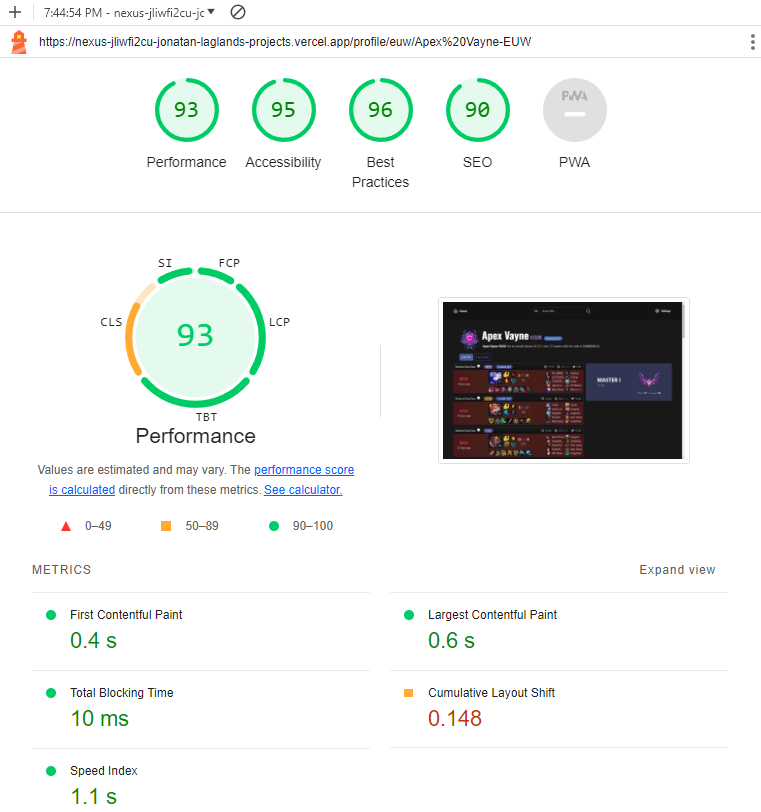 7:44:54 PM - nexus-jliwfi2cu-jc
https://nexus-jliwfi2cu-jonatan-laglands-projects.vercel.app/profile/euw/Apex%20Vayne-EUW
93 95 96 90 PWA
Performance Accessibility Best Practices SEO PWA
SI FCP
CLS LCP
93
TBT
Performance
Values are estimated and may vary. The performance score
is calculated directly from these metrics. See calculator.
0–49 50–89 90–100
Apex Vayne
MASTER I
METRICS Expand view
First Contentful Paint
0.4 s
Largest Contentful Paint
0.6 s
Total Blocking Time
10 ms
Cumulative Layout Shift
0.148
Speed Index
1.1 s